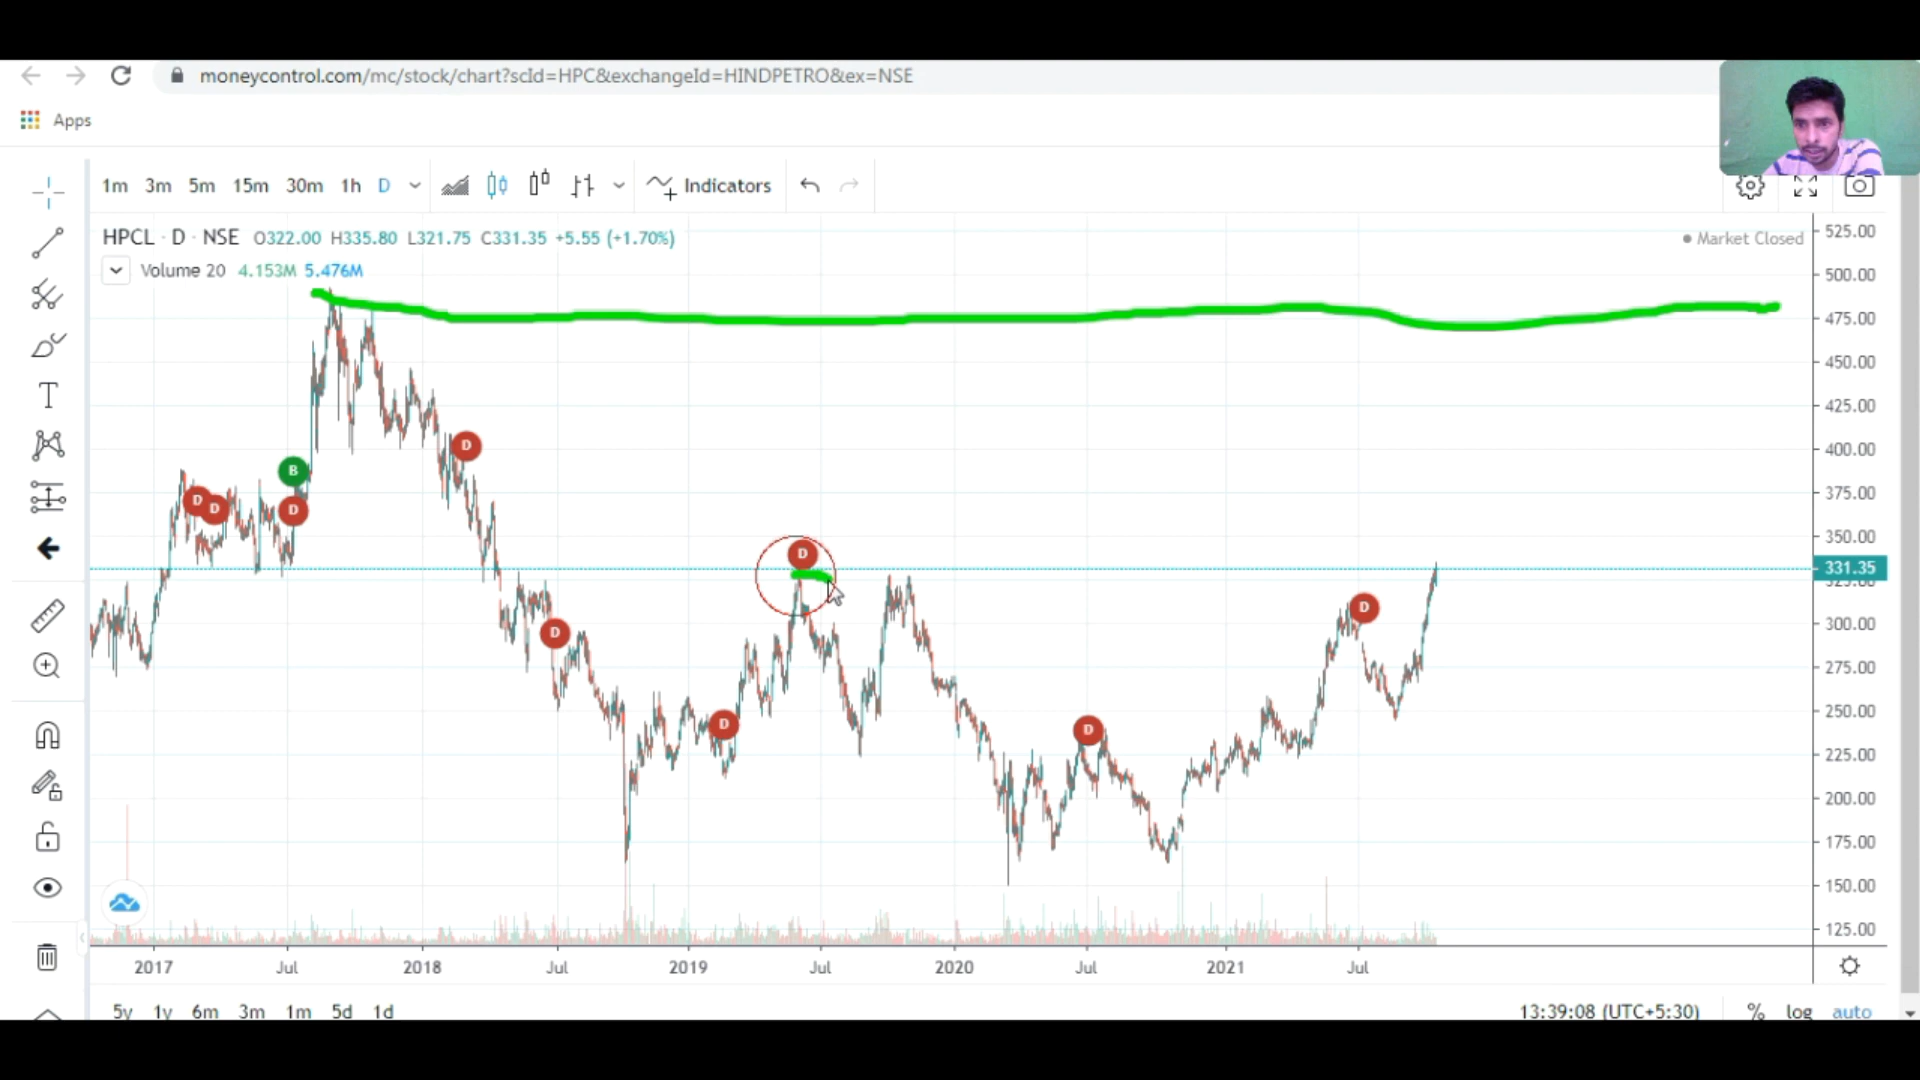 moneycontrol.com/mc/stock/chart?scId=HPC&exchangeId=HINDPETRO&ex=NSE
Apps
1m 3m 5m 15m 30m 1h D Indicators
HPCL · D · NSE O322.00 H335.80 L321.75 C331.35 +5.55 (+1.70%)
Market Closed
Volume 20 4.153M 5.476M
525.00
500.00
475.00
450.00
425.00
400.00
375.00
350.00
331.35
325.00
300.00
275.00
250.00
225.00
200.00
175.00
150.00
125.00
D
D
B
D
D
D
D
D
D
D
2017 Jul 2018 Jul 2019 Jul 2020 Jul 2021 Jul
5y 1y 6m 3m 1m 5d 1d
13:39:08 (UTC+5:30) % log auto